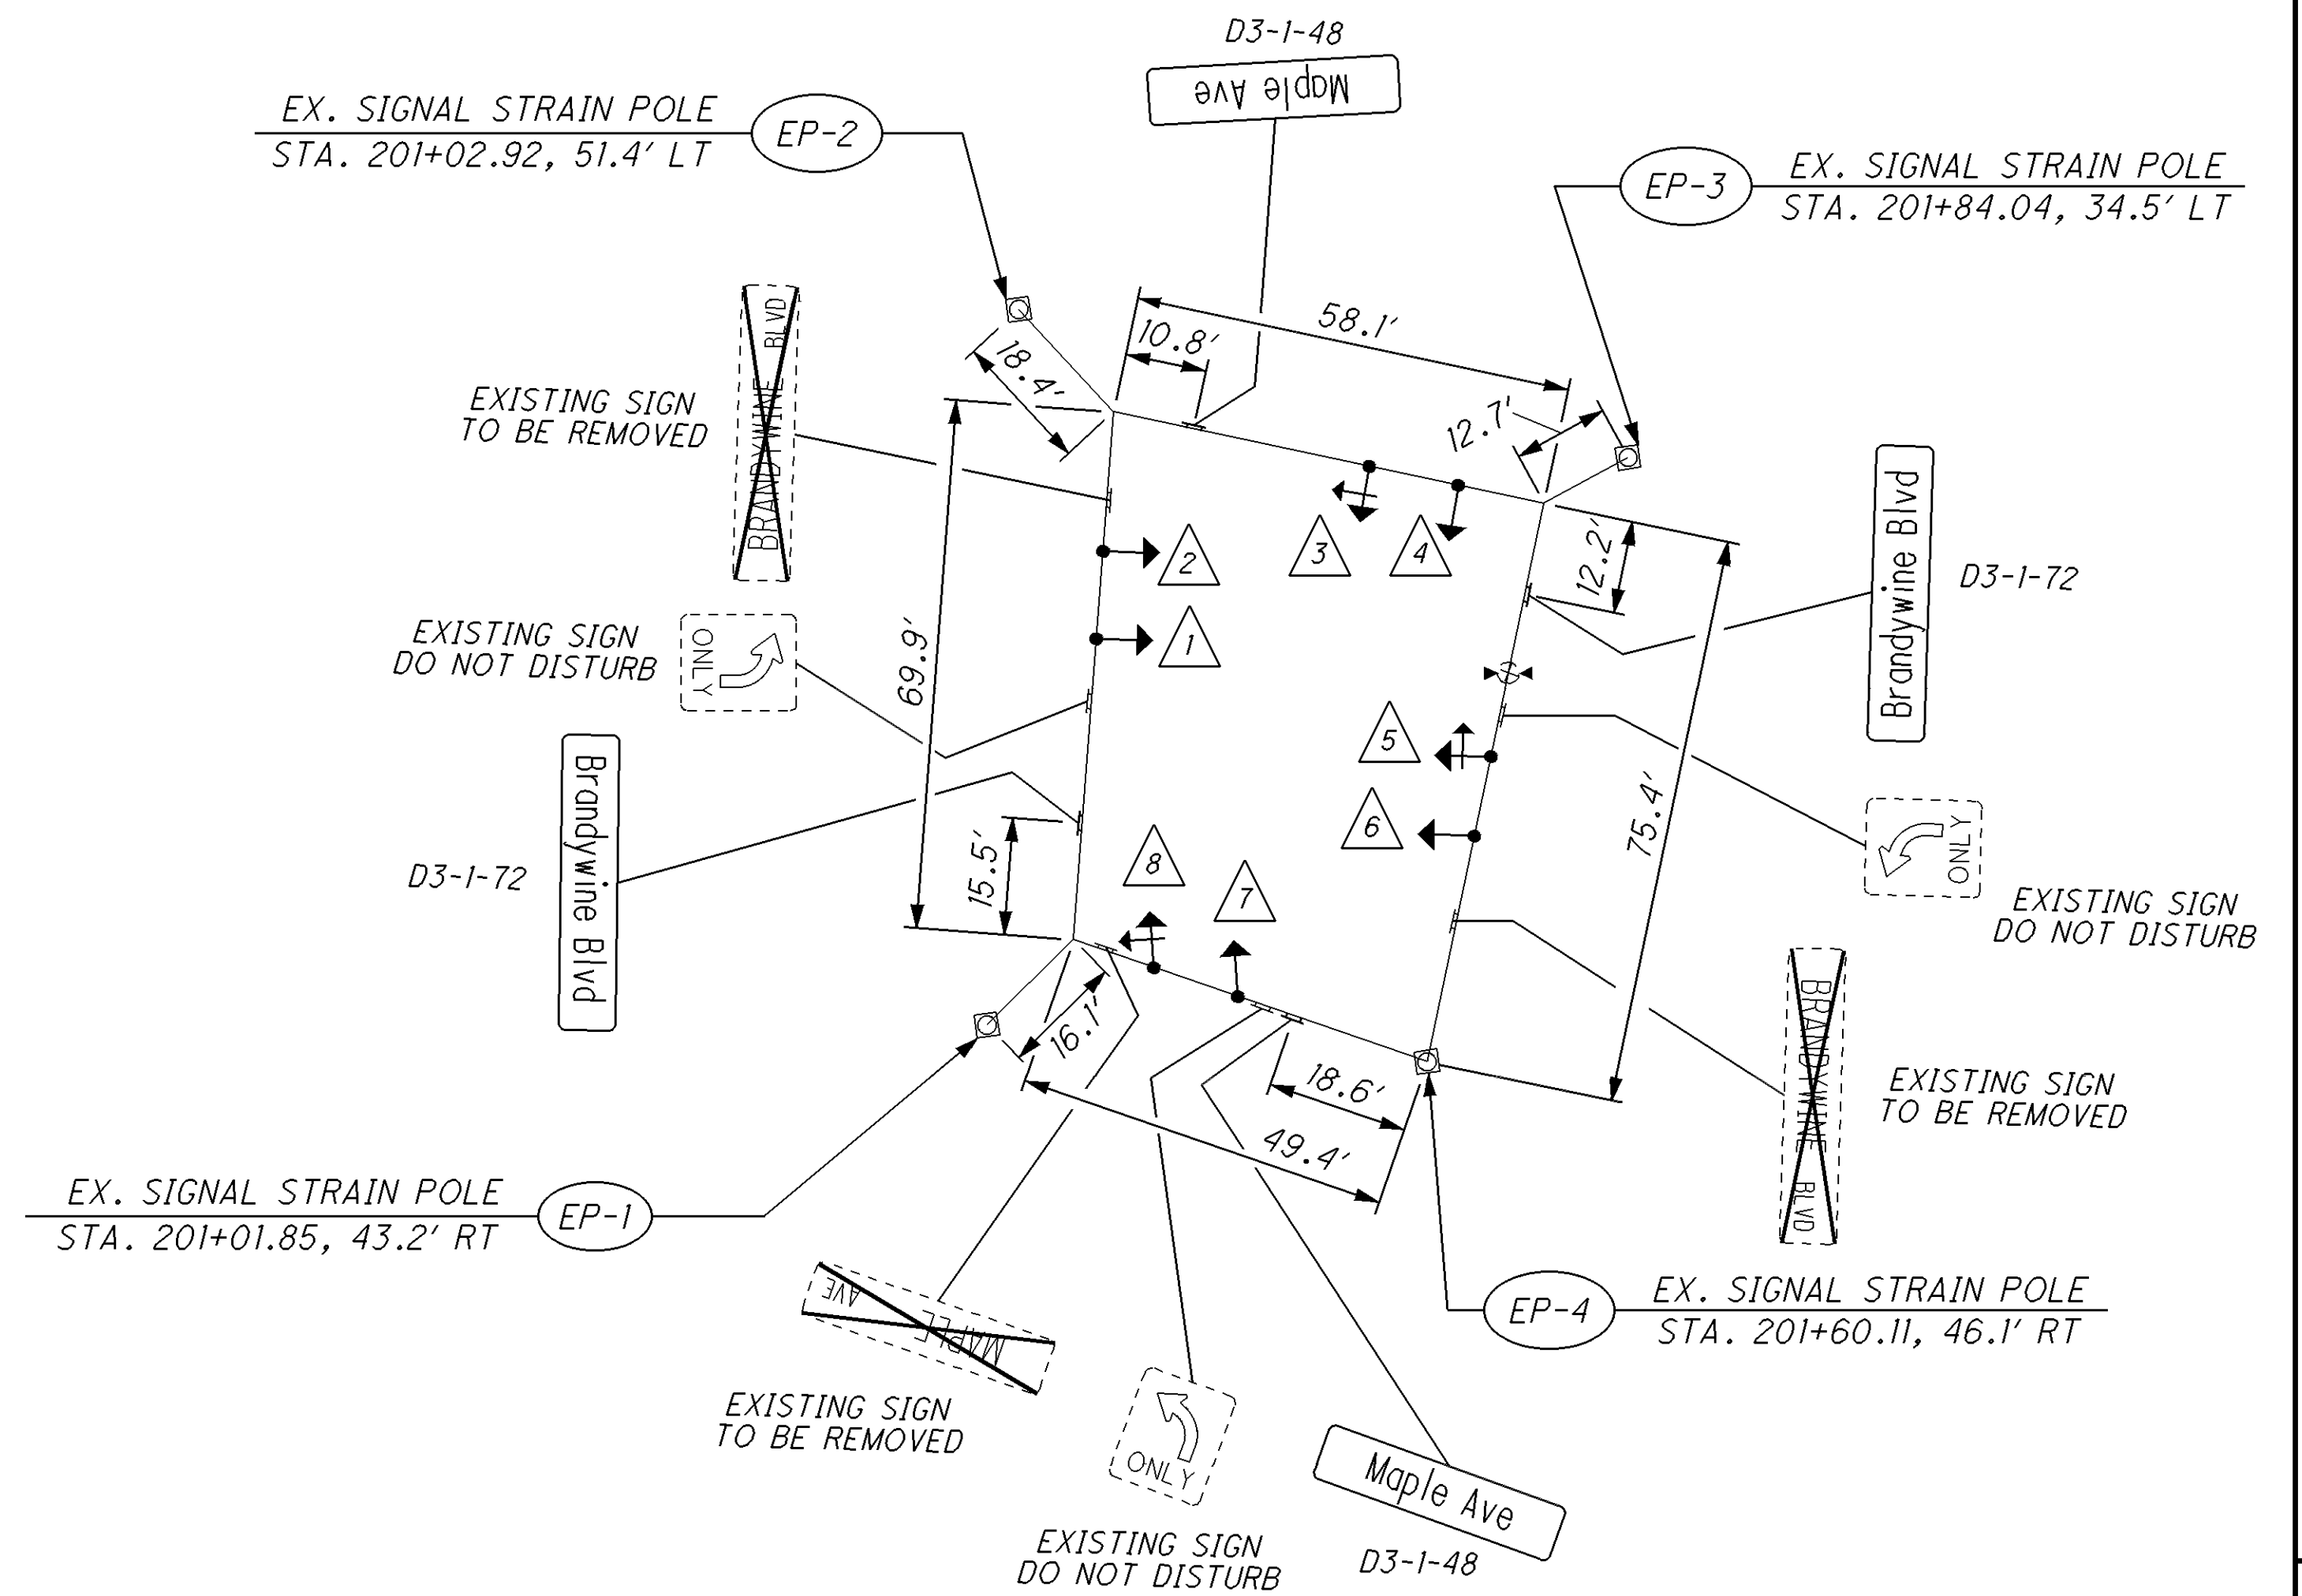 D3-1-48
Maple Ave
EX. SIGNAL STRAIN POLE
STA. 201+02.92, 51.4' LT
EP-2
EP-3
EX. SIGNAL STRAIN POLE
STA. 201+84.04, 34.5' LT
58.1'
10.8'
18.4'
12.7'
BRANDYWINE BLVD
EXISTING SIGN
TO BE REMOVED
2
3
4
12.2'
Brandywine Blvd
D3-1-72
EXISTING SIGN
DO NOT DISTURB
ONLY
1
69.9'
5
6
75.4'
Brandywine Blvd
D3-1-72
15.5'
8
7
ONLY
EXISTING SIGN
DO NOT DISTURB
16.1'
18.6'
49.4'
BRANDYWINE BLVD
EXISTING SIGN
TO BE REMOVED
EX. SIGNAL STRAIN POLE
STA. 201+01.85, 43.2' RT
EP-1
EP-4
EX. SIGNAL STRAIN POLE
STA. 201+60.11, 46.1' RT
MAPLE AVE
EXISTING SIGN
TO BE REMOVED
ONLY
EXISTING SIGN
DO NOT DISTURB
Maple Ave
D3-1-48